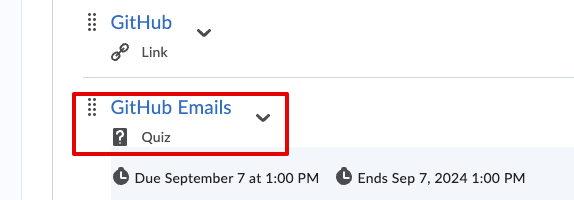 GitHub
Link
GitHub Emails
Quiz
Due September 7 at 1:00 PM Ends Sep 7, 2024 1:00 PM